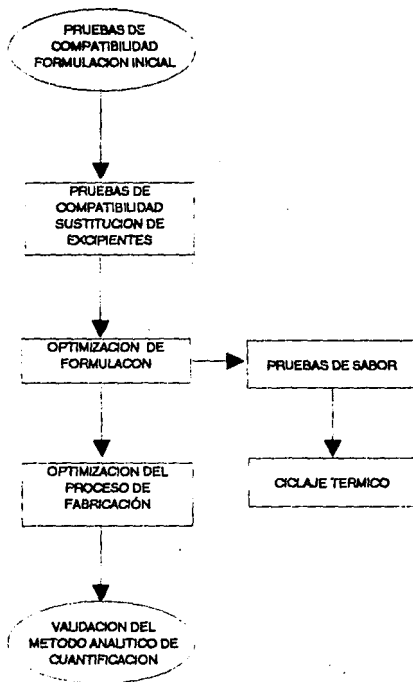 PRUEBAS DE
COMPATIBILIDAD
FORMULACION INICIAL
PRUEBAS DE
COMPATIBILIDAD
SUSTITUCION DE
EXCIPIENTES
OPTIMIZACION DE
FORMULACON
PRUEBAS DE SABOR
OPTIMIZACION DEL
PROCESO DE
FABRICACIÓN
CICLAJE TERMICO
VALIDACION DEL
METODO ANALITICO DE
CUANTIFICACION